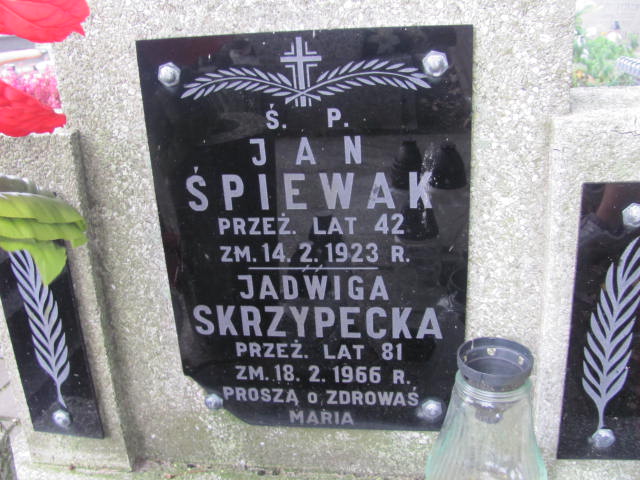 Ś. P.
JAN
ŚPIEWAK
PRZEŻ. LAT 42
ZM. 14. 2. 1923 R.
JADWIGA
SKRZYPECKA
PRZEŻ. LAT 81
ZM. 18. 2. 1966 R.
PROSZĄ o ZDROWAŚ
MARIA